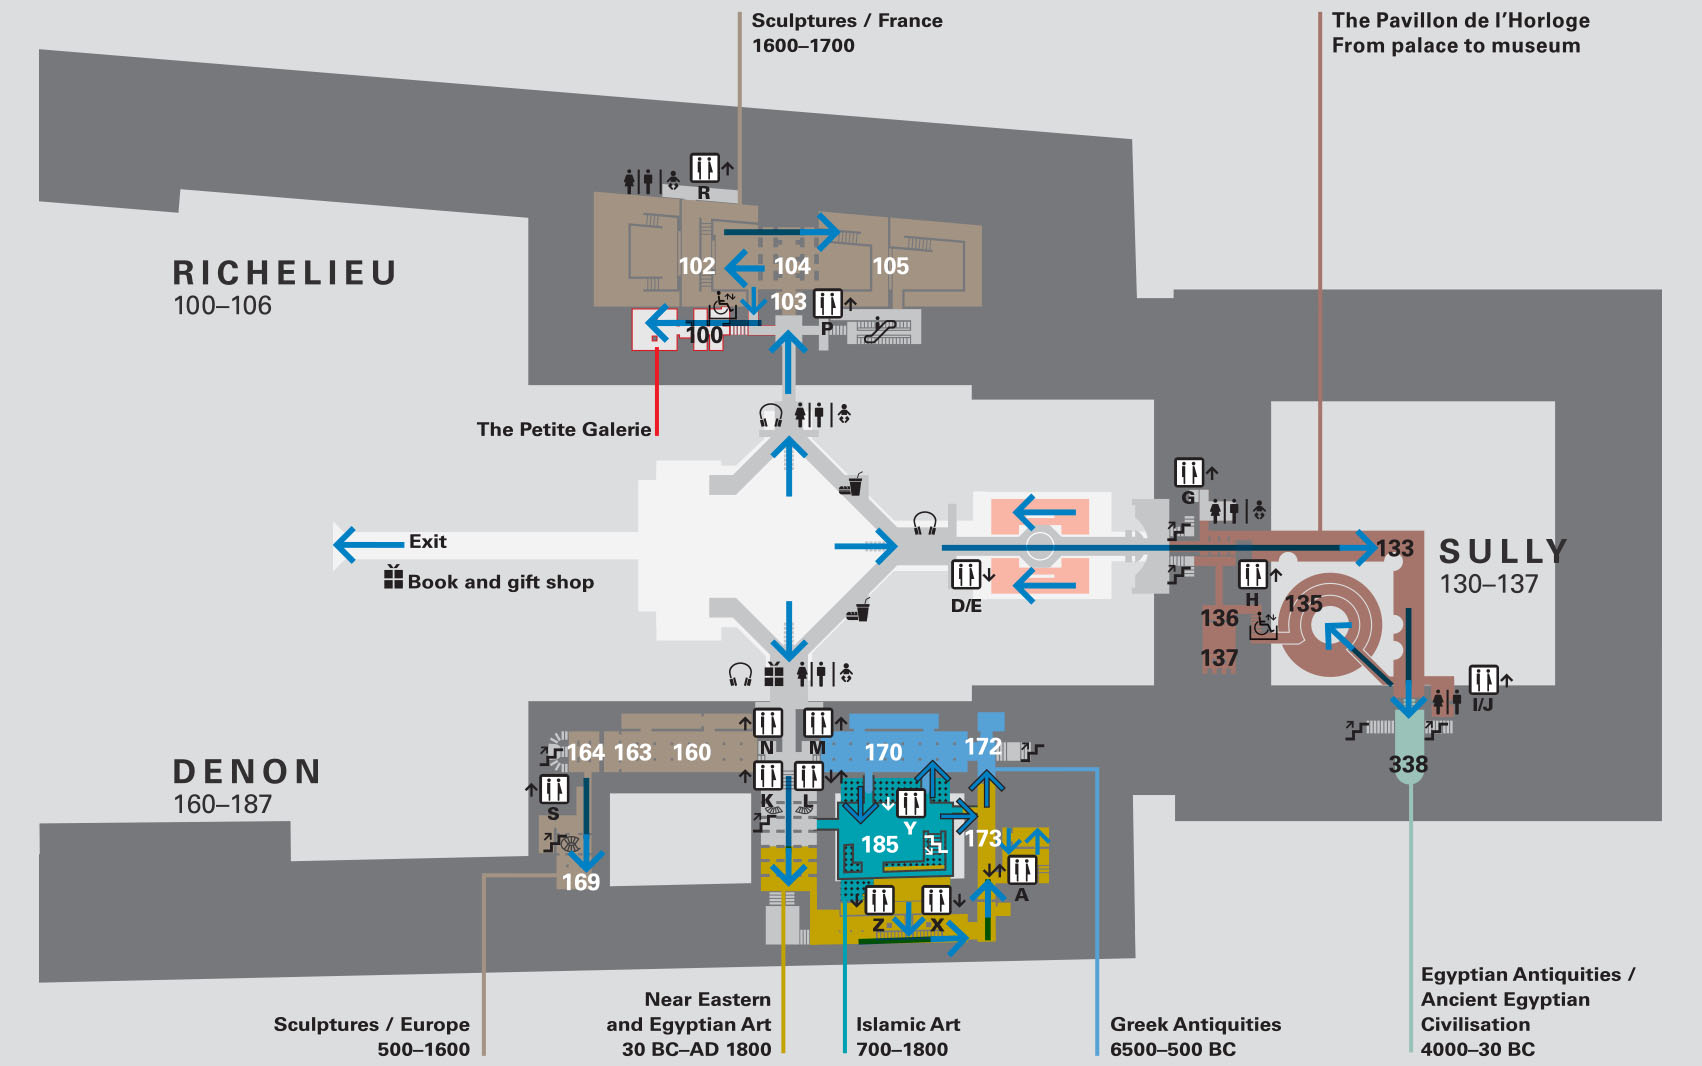 Sculptures / France
1600–1700
The Pavillon de l'Horloge
From palace to museum
R
RICHELIEU
100–106
102
104
105
103
P
100
The Petite Galerie
G
Exit
Book and gift shop
D/E
H
133
SULLY
130–137
135
136
137
I/J
338
N
M
164
163
160
170
172
DENON
160–187
S
K
L
Y
185
173
169
A
Z
X
Egyptian Antiquities /
Ancient Egyptian
Civilisation
4000–30 BC
Near Eastern
and Egyptian Art
30 BC–AD 1800
Sculptures / Europe
500–1600
Islamic Art
700–1800
Greek Antiquities
6500–500 BC